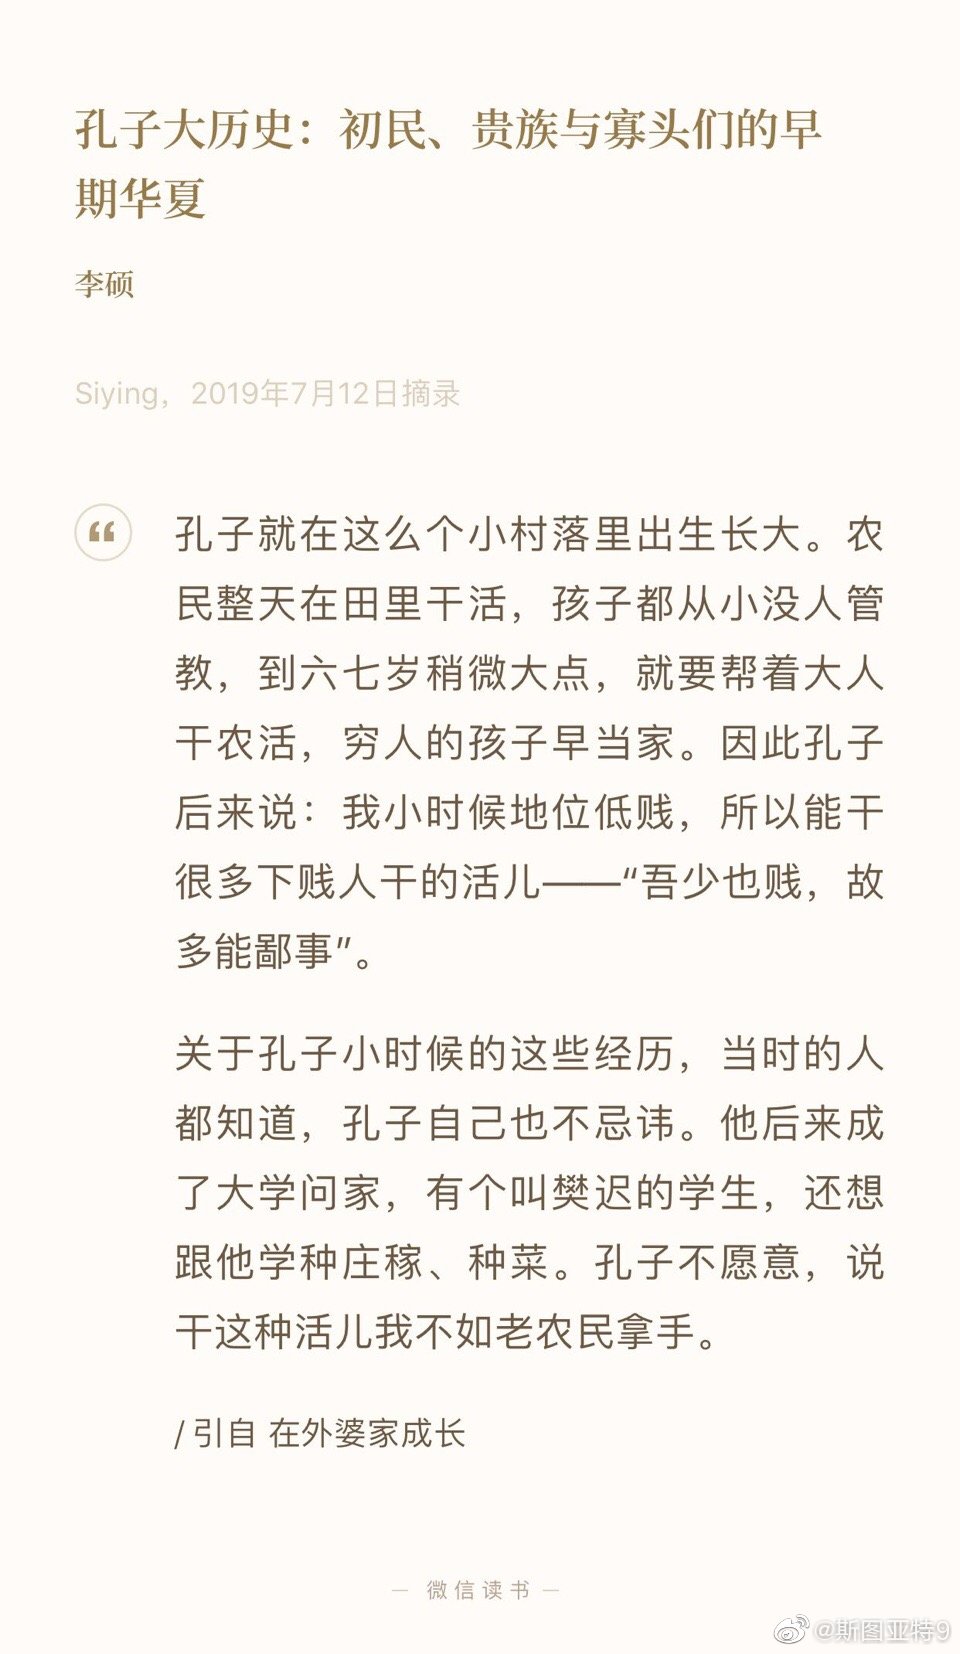 孔子大历史：初民、贵族与寡头们的早
期华夏
李硕
Siying，2019年7月12日摘录
孔子就在这么个小村落里出生长大。农
民整天在田里干活，孩子都从小没人管
教，到六七岁稍微大点，就要帮着大人
干农活，穷人的孩子早当家。因此孔子
后来说：我小时候地位低贱，所以能干
很多下贱人干的活儿——“吾少也贱，故
多能鄙事”。
关于孔子小时候的这些经历，当时的人
都知道，孔子自己也不忌讳。他后来成
了大学问家，有个叫樊迟的学生，还想
跟他学种庄稼、种菜。孔子不愿意，说
干这种活儿我不如老农民拿手。
/ 引自 在外婆家成长
— 微信读书 —
@斯图亚特9